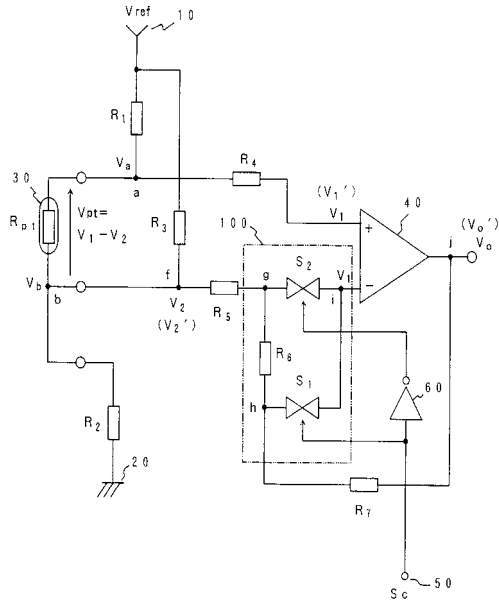 Vref
10
R1
Va
a
R4
30
(V1')
V1
40
Rpt
Vpt=
V1-V2
R3
100
+
(Vo')
j
Vo
f
g
S2
V1
-
Vb
b
V2
(V2')
R5
i
R6
60
S1
h
R2
20
R7
50
Sc